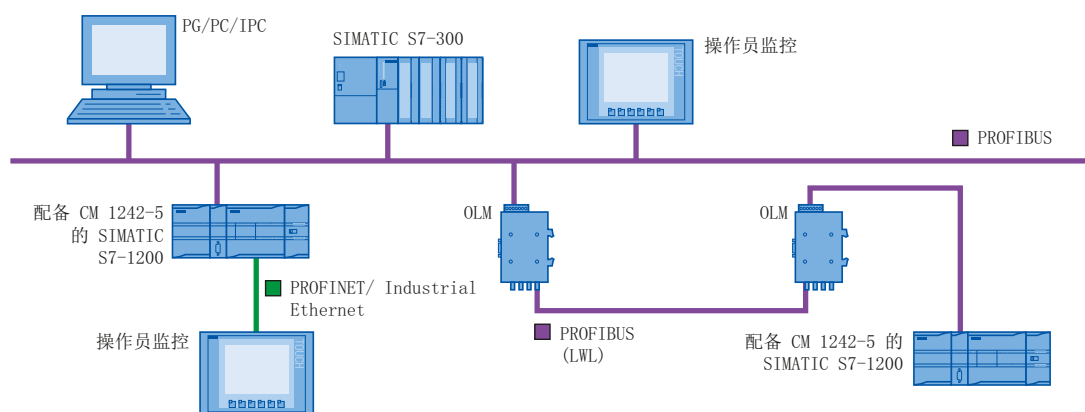 PG/PC/IPC
SIMATIC S7-300
操作员监控
PROFIBUS
配备 CM 1242-5
的 SIMATIC
S7-1200
OLM
OLM
PROFINET/ Industrial
Ethernet
操作员监控
PROFIBUS
(LWL)
配备 CM 1242-5 的
SIMATIC S7-1200
TOUCH
TOUCH